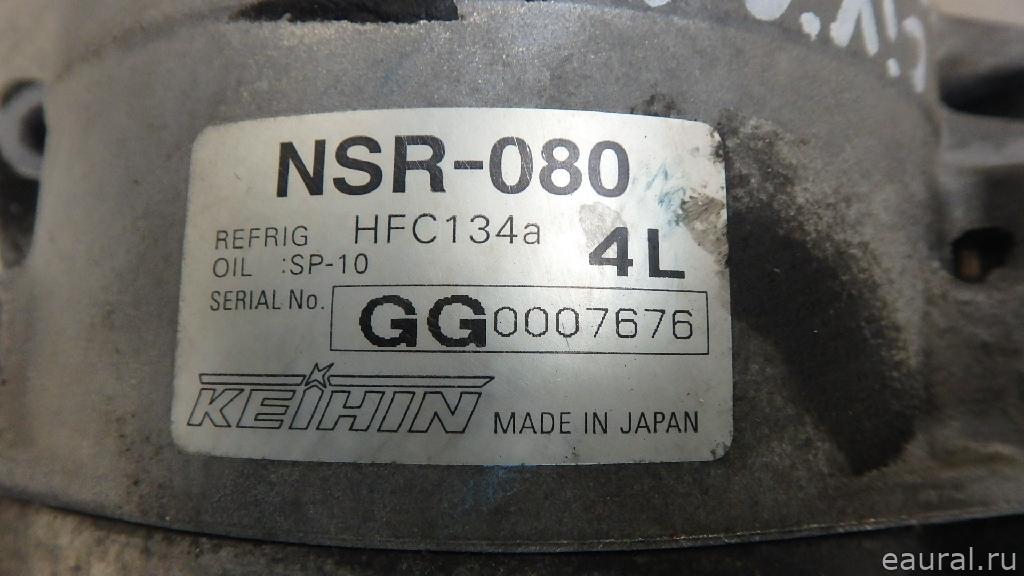 NSR-080
REFRIG HFC134a
4L
OIL :SP-10
SERIAL No. GG0007676
KEIHIN MADE IN JAPAN
eaural.ru